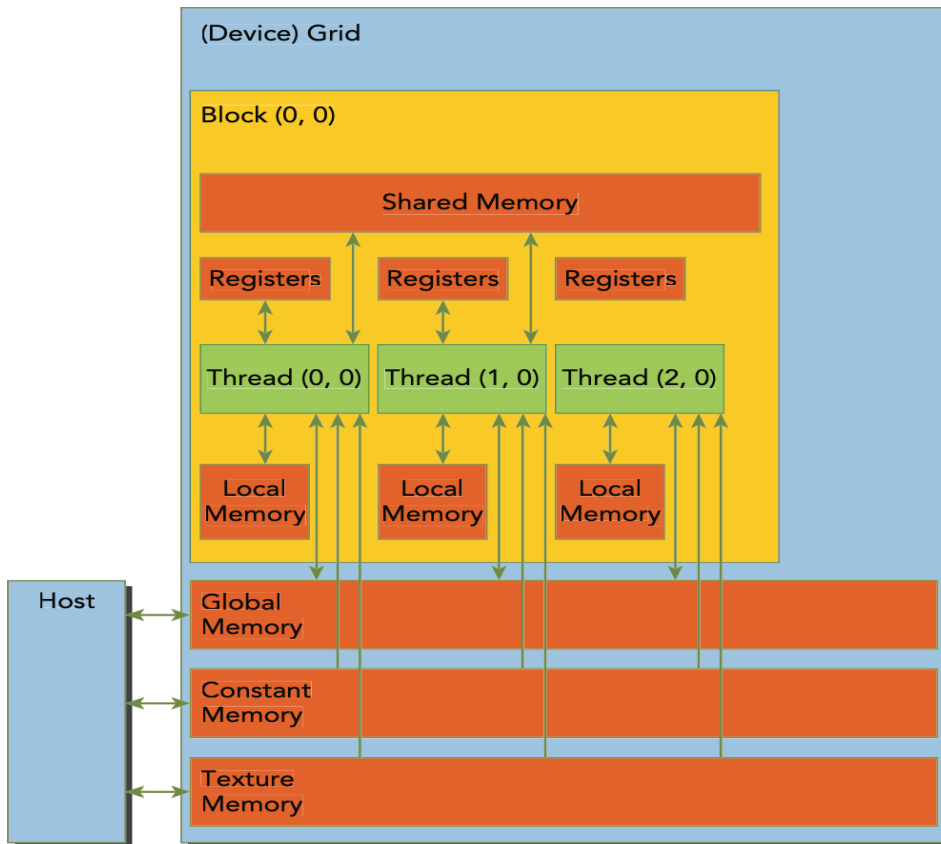 (Device) Grid
Block (0, 0)
Shared Memory
Registers
Registers
Registers
Thread (0, 0)
Thread (1, 0)
Thread (2, 0)
Local
Memory
Local
Memory
Local
Memory
Host
Global
Memory
Constant
Memory
Texture
Memory